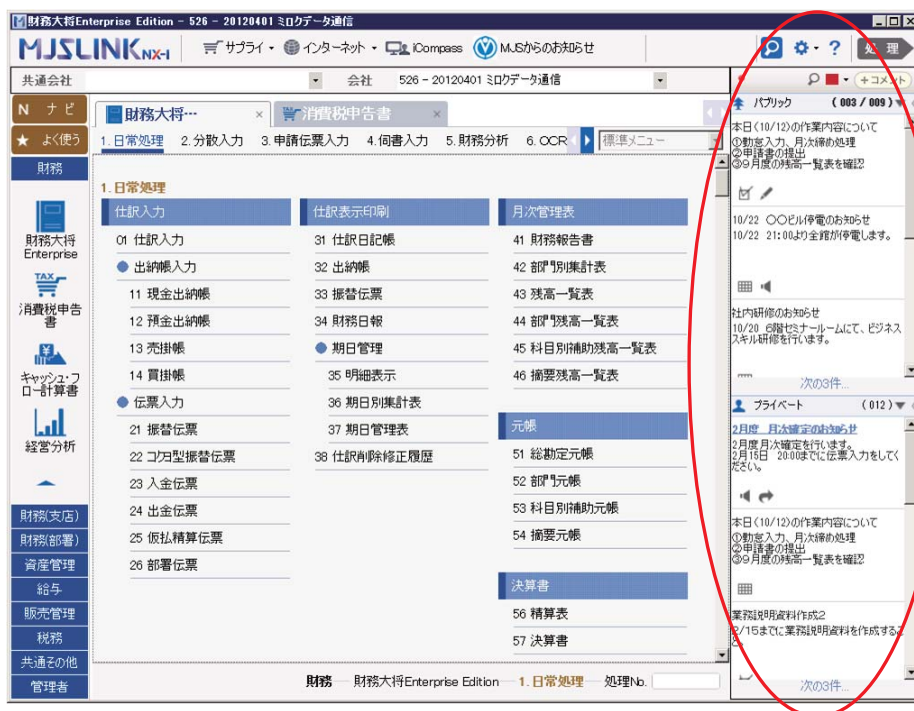 財務大将Enterprise Edition - 526 - 20120401 ミロクデータ通信
MJSLINK NX-I
サプライ
インターネット
iCompass
MJSからのお知らせ
処 理
共通会社
会社
526 - 20120401 ミロクデータ通信
+コメント
N ナビ
★ よく使う
財務
財務大将
Enterprise
TAX
消費税申告
書
キャッシュ・フ
ロー計算書
経営分析
財務(支店)
財務(部署)
資産管理
給与
販売管理
税務
共通その他
管理者
財務大将…
×
消費税申告書
×
1.日常処理
2.分散入力
3.申請伝票入力
4.伺書入力
5.財務分析
6. OCR
標準メニュー
1.日常処理
仕訳入力
01 仕訳入力
出納帳入力
11 現金出納帳
12 預金出納帳
13 売掛帳
14 買掛帳
伝票入力
21 振替伝票
22 コクヨ型振替伝票
23 入金伝票
24 出金伝票
25 仮払精算伝票
26 部署伝票
仕訳表示印刷
31 仕訳日記帳
32 出納帳
33 振替伝票
34 財務日報
期日管理
35 明細表示
36 期日別集計表
37 期日管理表
38 仕訳削除修正履歴
月次管理表
41 財務報告書
42 部門別集計表
43 残高一覧表
44 部門残高一覧表
45 科目別補助残高一覧表
46 摘要残高一覧表
元帳
51 総勘定元帳
52 部門元帳
53 科目別補助元帳
54 摘要元帳
決算書
56 精算表
57 決算書
財務
財務大将Enterprise Edition
1.日常処理
処理No.
パブリック
(003 / 009)▼
本日(10/12)の作業内容について
①勤怠入力、月次締め処理
②申請書の提出
③9月度の残高一覧表を確認
10/22 〇〇ビル停電のお知らせ
10/22 21:00より全館が停電します。
社内研修のお知らせ
10/20 6階セミナールームにて、ビジネス
スキル研修を行います。
次の3件...
プライベート
(012)▼
2月度 月次確定のお知らせ
2月度月次確定を行います。
2月15日 20:00までに伝票入力をしてく
ださい。
本日(10/12)の作業内容について
①勤怠入力、月次締め処理
②申請書の提出
③9月度の残高一覧表を確認
業務説明資料作成2
2/15までに業務説明資料を作成するこ
と。
次の3件...